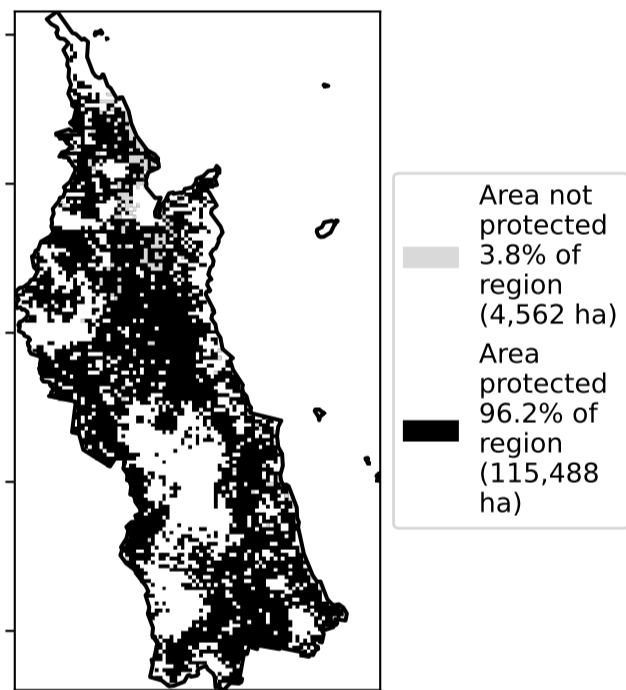 Area not
protected
3.8% of
region
(4,562 ha)
Area
protected
96.2% of
region
(115,488
ha)